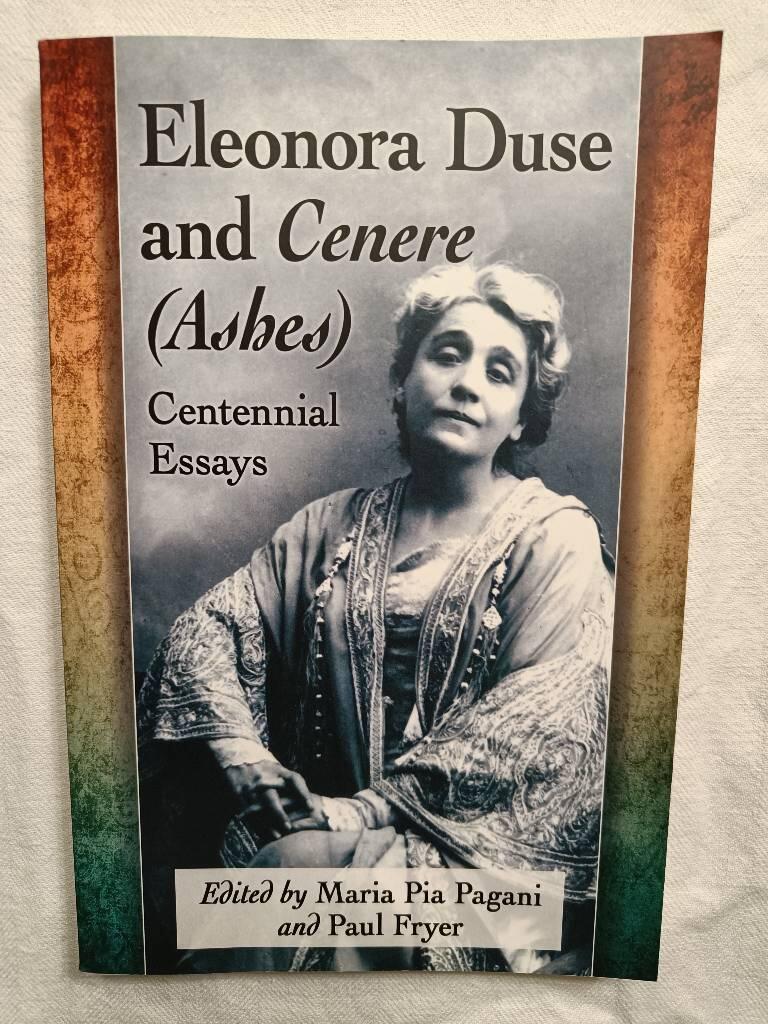 Eleonora Duse
and Cenere
(Ashes)
Centennial
Essays
Edited by Maria Pia Pagani
and Paul Fryer